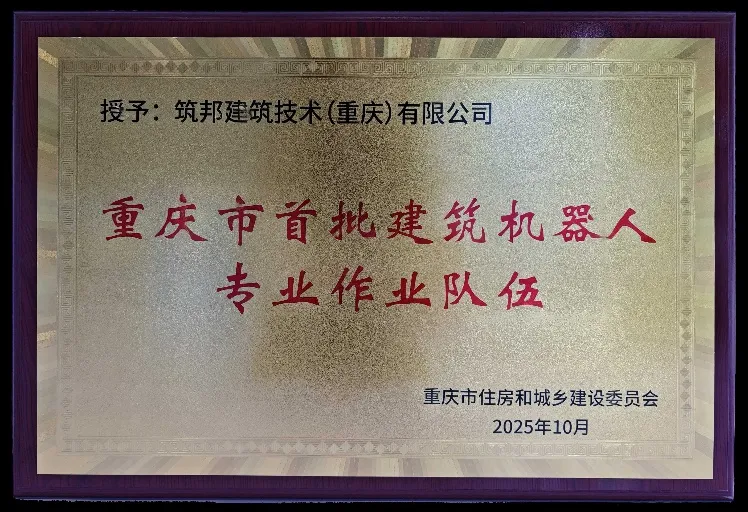 授予：筑邦建筑技术(重庆)有限公司
重庆市首批建筑机器人
专业作业队伍
重庆市住房和城乡建设委员会
2025年10月